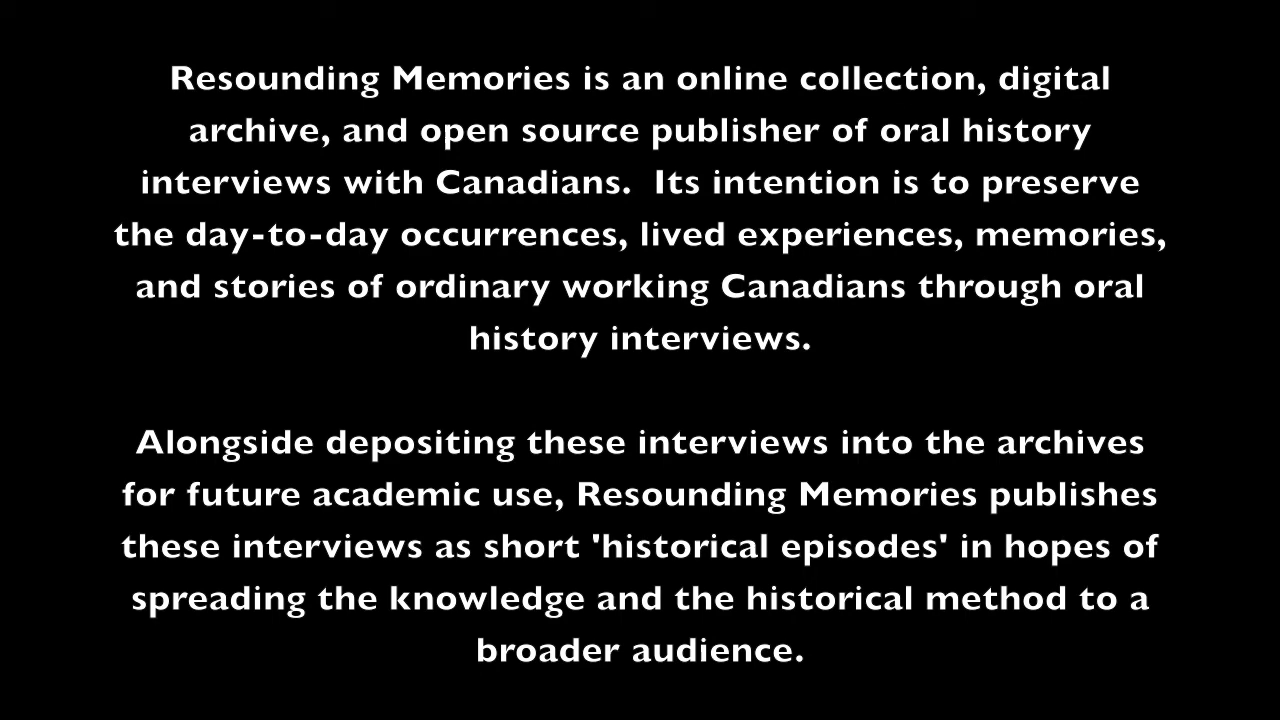 Resounding Memories is an online collection, digital
archive, and open source publisher of oral history
interviews with Canadians.  Its intention is to preserve
the day-to-day occurrences, lived experiences, memories,
and stories of ordinary working Canadians through oral
history interviews.
Alongside depositing these interviews into the archives
for future academic use, Resounding Memories publishes
these interviews as short 'historical episodes' in hopes of
spreading the knowledge and the historical method to a
broader audience.